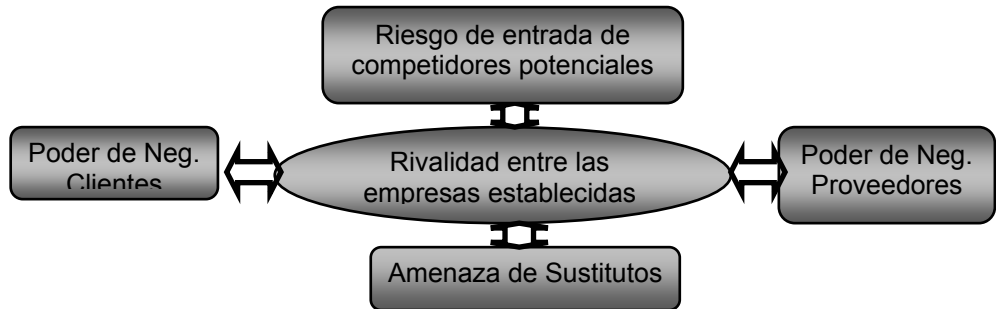 Riesgo de entrada de
competidores potenciales
Poder de Neg.
Clientes
Rivalidad entre las
empresas establecidas
Poder de Neg.
Proveedores
Amenaza de Sustitutos